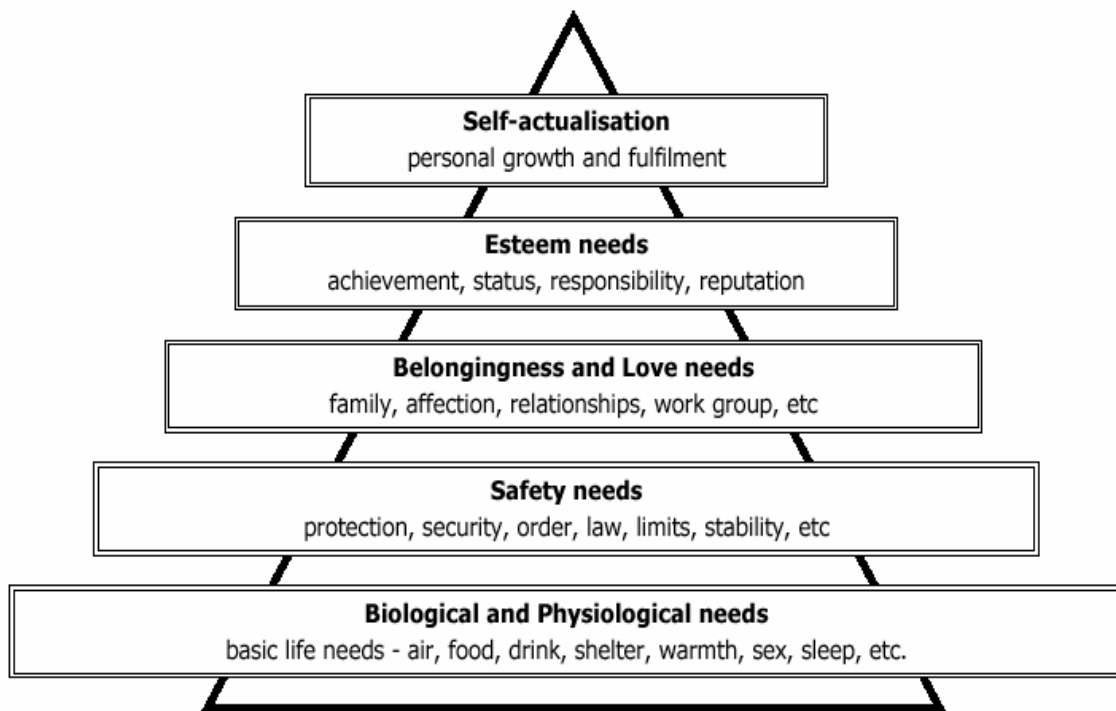 Self-actualisation
personal growth and fulfilment
Esteem needs
achievement, status, responsibility, reputation
Belongingness and Love needs
family, affection, relationships, work group, etc
Safety needs
protection, security, order, law, limits, stability, etc
Biological and Physiological needs
basic life needs - air, food, drink, shelter, warmth, sex, sleep, etc.